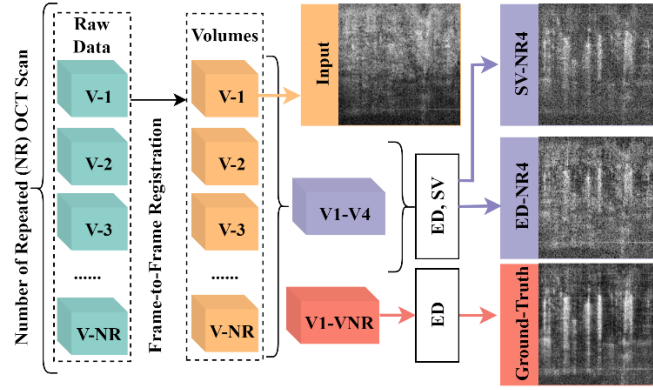 Number of Repeated (NR) OCT Scan
Raw
Data
V-1
V-2
V-3
......
V-NR
Frame-to-Frame Registration
Volumes
V-1
V-2
V-3
......
V-NR
Input
V1-V4
V1-VNR
ED, SV
ED
SV-NR4
ED-NR4
Ground-Truth